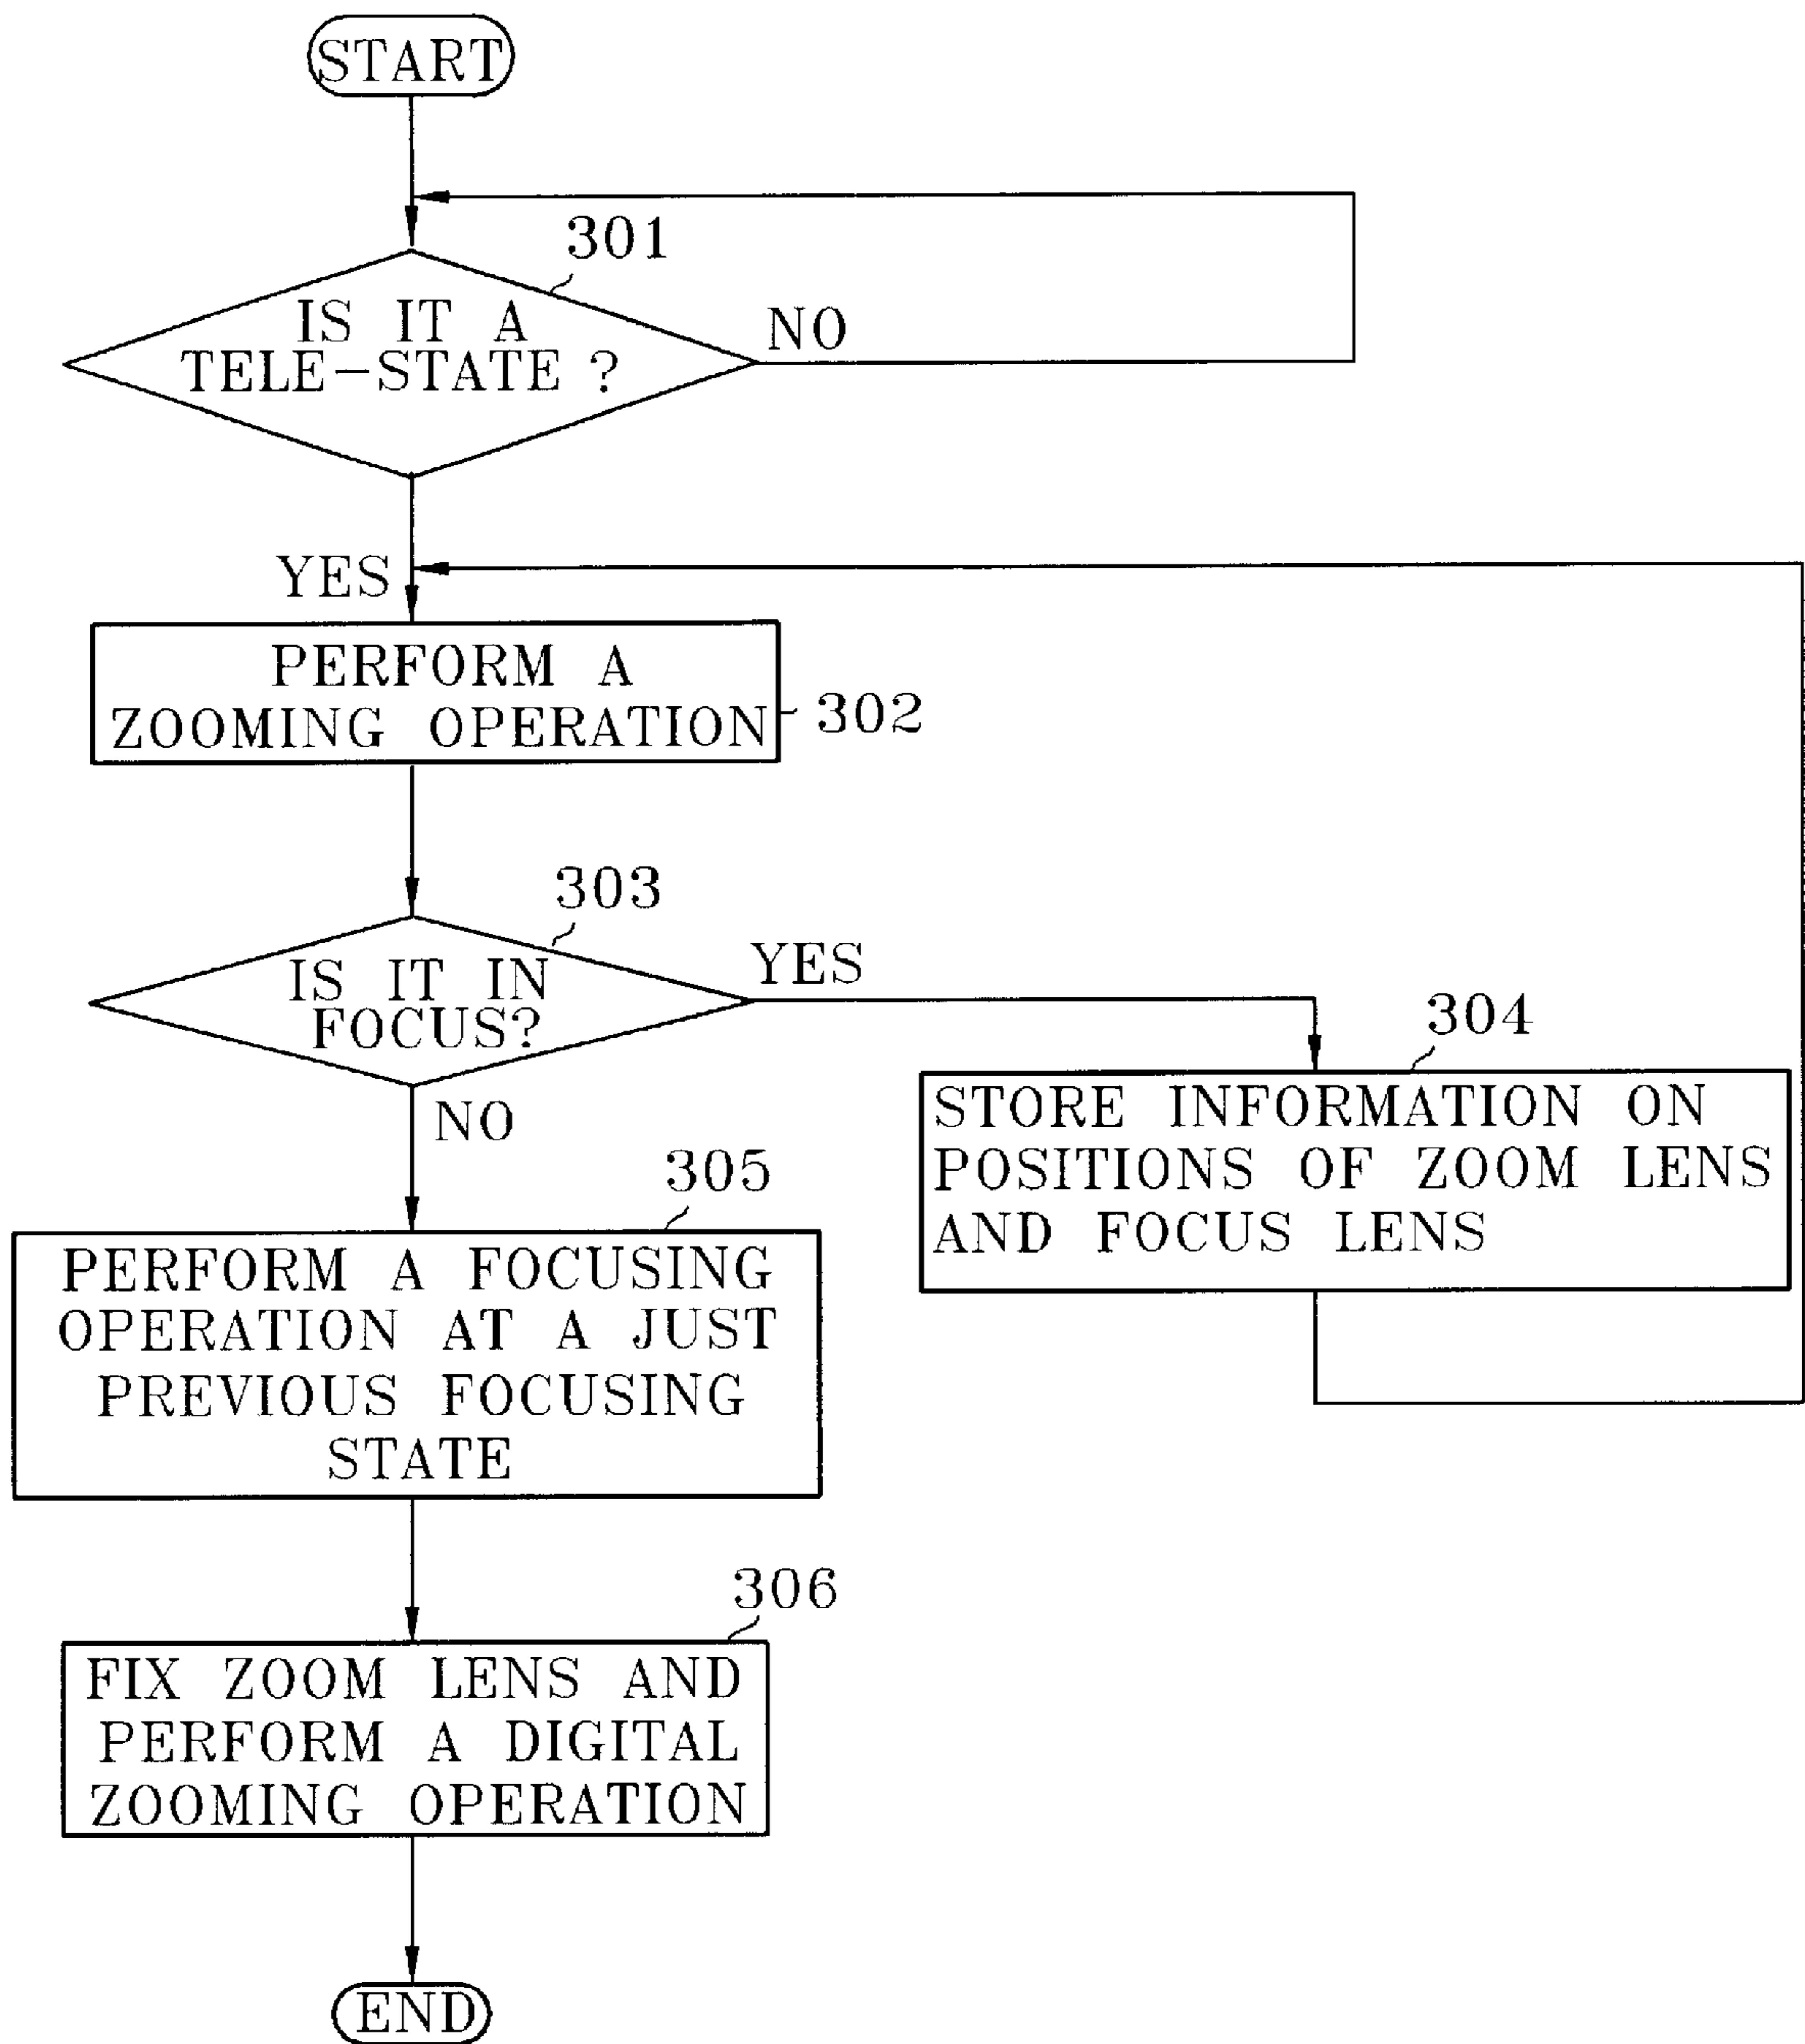 START
301
IS IT A
TELE-STATE ?
NO
YES
PERFORM A
ZOOMING OPERATION
302
303
IS IT IN
FOCUS?
YES
NO
304
STORE INFORMATION ON
POSITIONS OF ZOOM LENS
AND FOCUS LENS
305
PERFORM A FOCUSING
OPERATION AT A JUST
PREVIOUS FOCUSING
STATE
306
FIX ZOOM LENS AND
PERFORM A DIGITAL
ZOOMING OPERATION
END